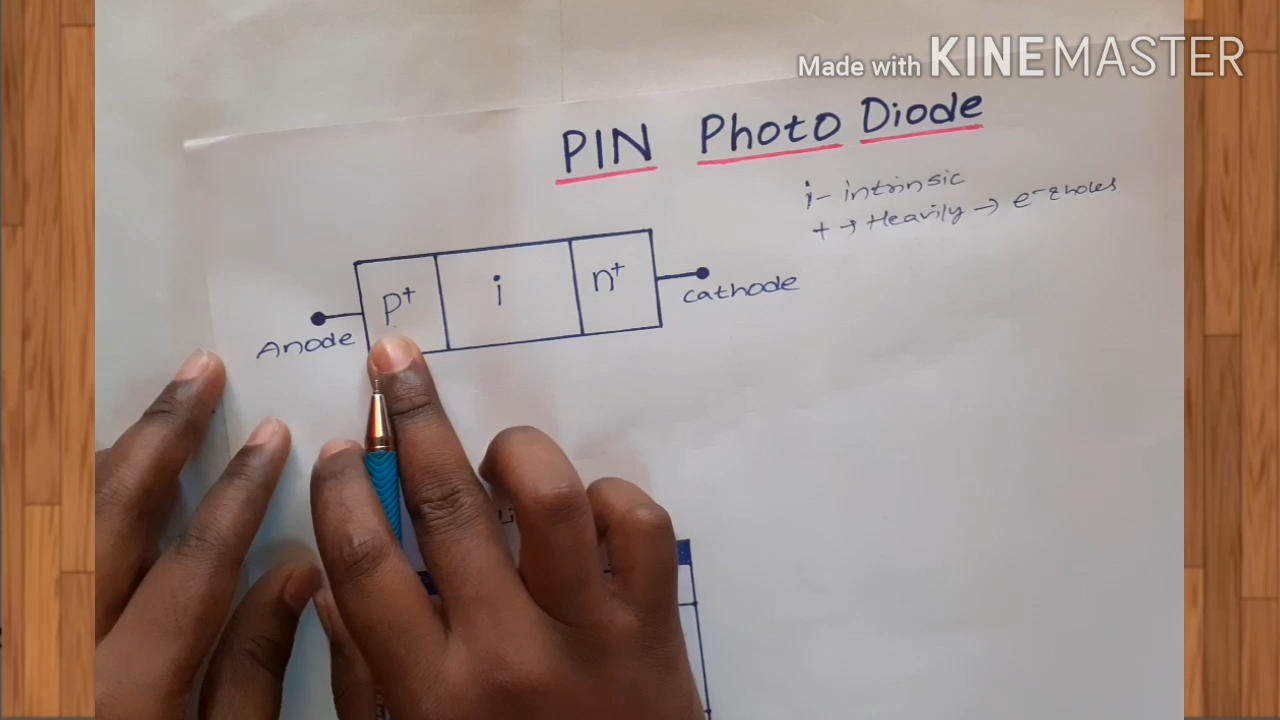 Made with KINEMASTER
PIN Photo Diode
i- intrinsic
+ → Heavily → e⁻ & holes
P⁺ i n⁺
Anode
Cathode